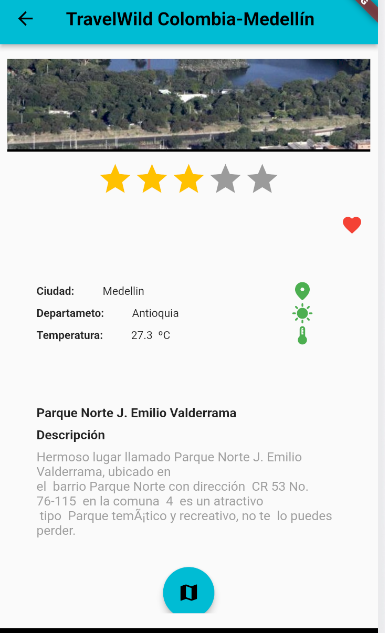 TravelWild Colombia-Medellín
Ciudad: Medellin
Departameto: Antioquia
Temperatura: 27.3 ºC
Parque Norte J. Emilio Valderrama
Descripción
Hermoso lugar llamado Parque Norte J. Emilio
Valderrama, ubicado en
el barrio Parque Norte con dirección CR 53 No.
76-115 en la comuna 4 es un atractivo
tipo Parque temÃ¡tico y recreativo, no te lo puedes
perder.